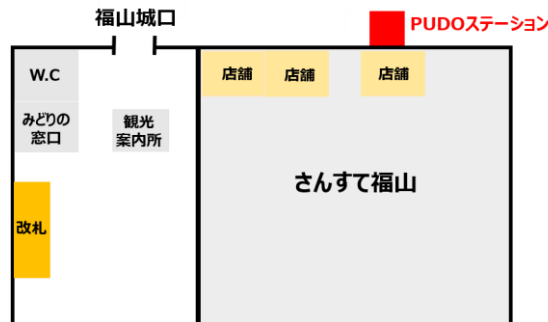 福山城口
PUDOステーション
W.C
店舗
店舗
店舗
みどりの
窓口
観光
案内所
さんすて福山
改札